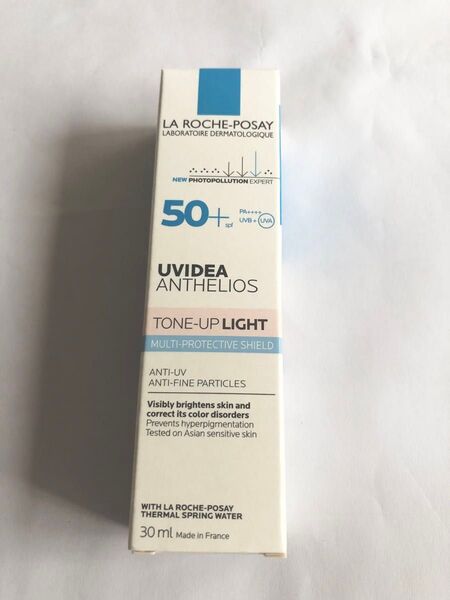 LA ROCHE-POSAY
LABORATOIRE DERMATOLOGIQUE
NEW PHOTOPOLLUTION EXPERT
50+ spf
PA++++
UVB + UVA
UVIDEA
ANTHELIOS
TONE-UP LIGHT
MULTI-PROTECTIVE SHIELD
ANTI-UV
ANTI-FINE PARTICLES
Visibly brightens skin and
correct its color disorders
Prevents hyperpigmentation
Tested on Asian sensitive skin
WITH LA ROCHE-POSAY
THERMAL SPRING WATER
30 ml Made in France